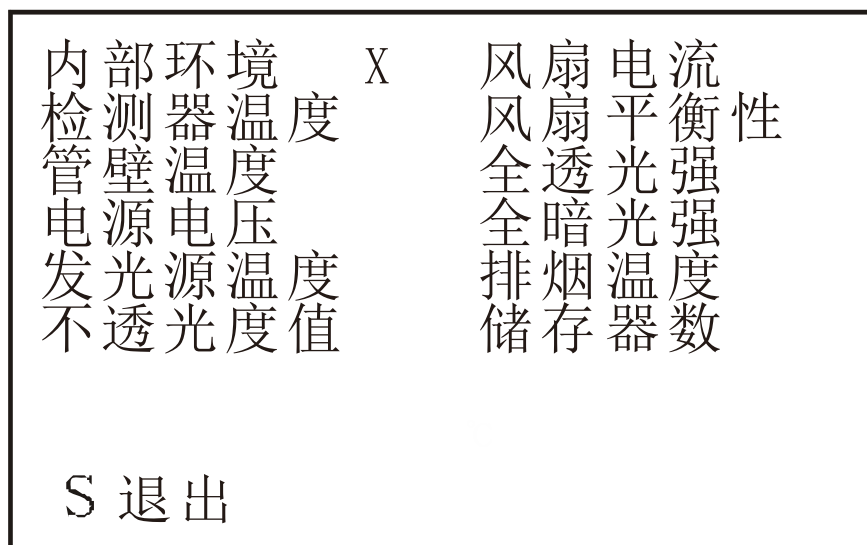 内部环境 X 风扇电流
检测器温度 风扇平衡性
管壁温度 全透光强
电源电压 全暗光强
发光源温度 排烟温度
不透光度值 储存器数
S 退出